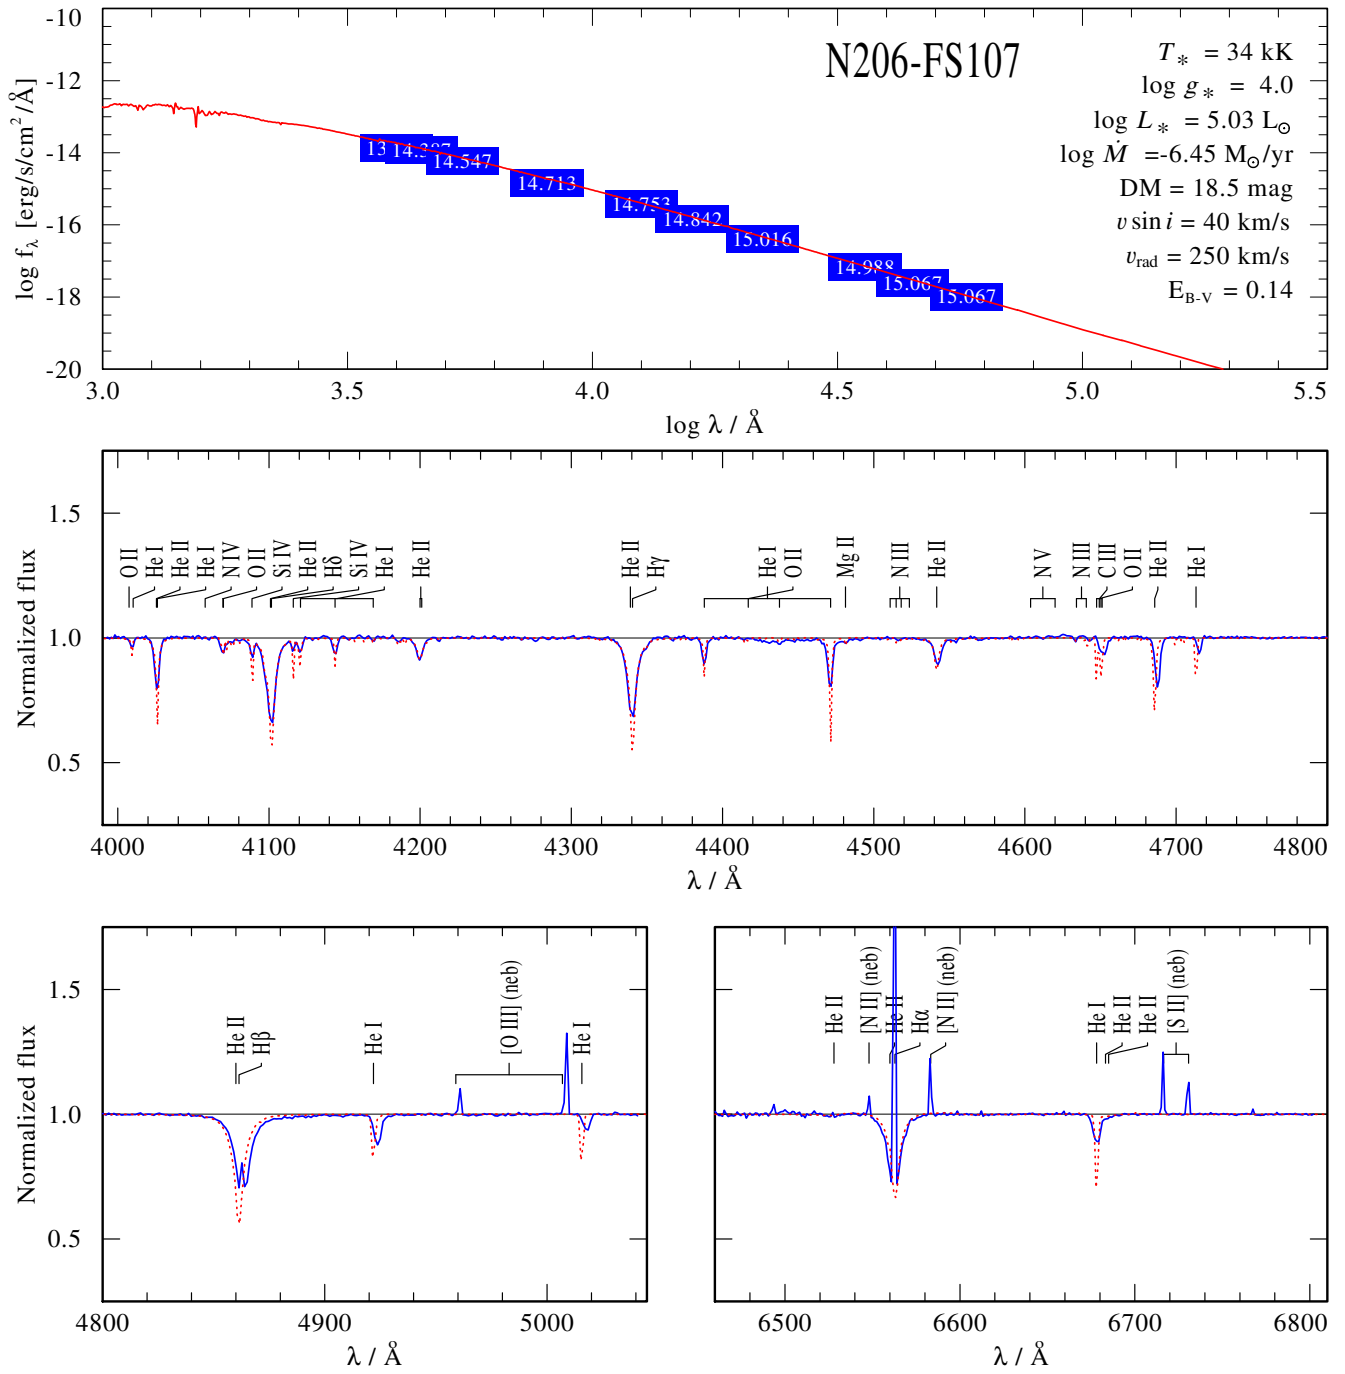 N206-FS107
T* = 34 kK
log g* = 4.0
log L* = 5.03 L⊙
log Ṁ =-6.45 M⊙/yr
DM = 18.5 mag
v sin i = 40 km/s
vrad = 250 km/s
EB-V = 0.14
log fλ [erg/s/cm²/Å]
-10
-12
-14
-16
-18
-20
14.547
14.713
14.753
14.842
15.016
14.988
15.067
15.067
3.0 3.5 4.0 4.5 5.0 5.5
log λ / Å
Normalized flux
1.5
1.0
0.5
O II He I He II He I N IV O II Si IV He II Hδ Si IV He I He II He II Hγ He I O II Mg II N III He II N V N III C III O II He II He I
4000 4100 4200 4300 4400 4500 4600 4700 4800
λ / Å
Normalized flux
1.5
1.0
0.5
He II Hβ He I [O III] (neb) He I
4800 4900 5000
λ / Å
He II [N II] (neb) He II Hα [N II] (neb) He I He II He II [S II] (neb)
6500 6600 6700 6800
λ / Å